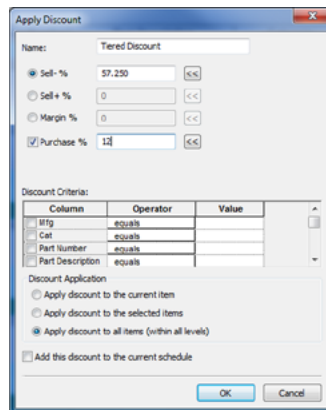 Apply Discount
Name: Tiered Discount
Sell- % 57.250 <<
Sell+ % 0 <<
Margin % 0 <<
Purchase % 12 <<
Discount Criteria:
Column Operator Value
Mfg equals
Cat equals
Part Number equals
Part Description equals
Discount Application
Apply discount to the current item
Apply discount to the selected items
Apply discount to all items (within all levels)
Add this discount to the current schedule
OK Cancel